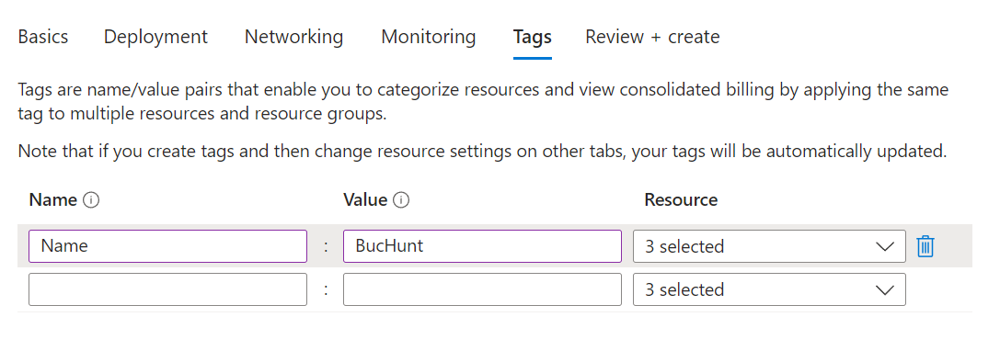 Basics Deployment Networking Monitoring Tags Review + create
Tags are name/value pairs that enable you to categorize resources and view consolidated billing by applying the same
tag to multiple resources and resource groups.
Note that if you create tags and then change resource settings on other tabs, your tags will be automatically updated.
Name Value Resource
Name : BucHunt 3 selected
: 3 selected